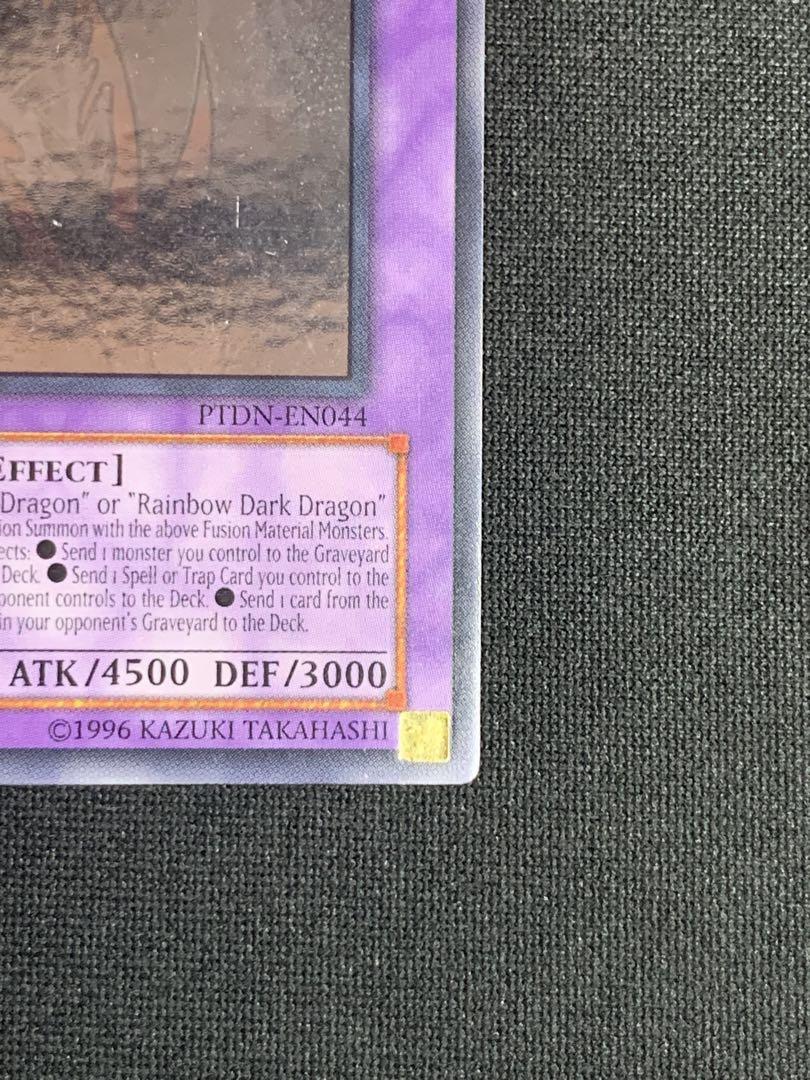 PTDN-EN044
EFFECT]
Dragon" or "Rainbow Dark Dragon"
ion Summon with the above Fusion Material Monsters.
ects: ● Send 1 monster you control to the Graveyard
Deck. ● Send 1 Spell or Trap Card you control to the
ponent controls to the Deck. ● Send 1 card from the
in your opponent's Graveyard to the Deck.
ATK/4500 DEF/3000
©1996 KAZUKI TAKAHASHI